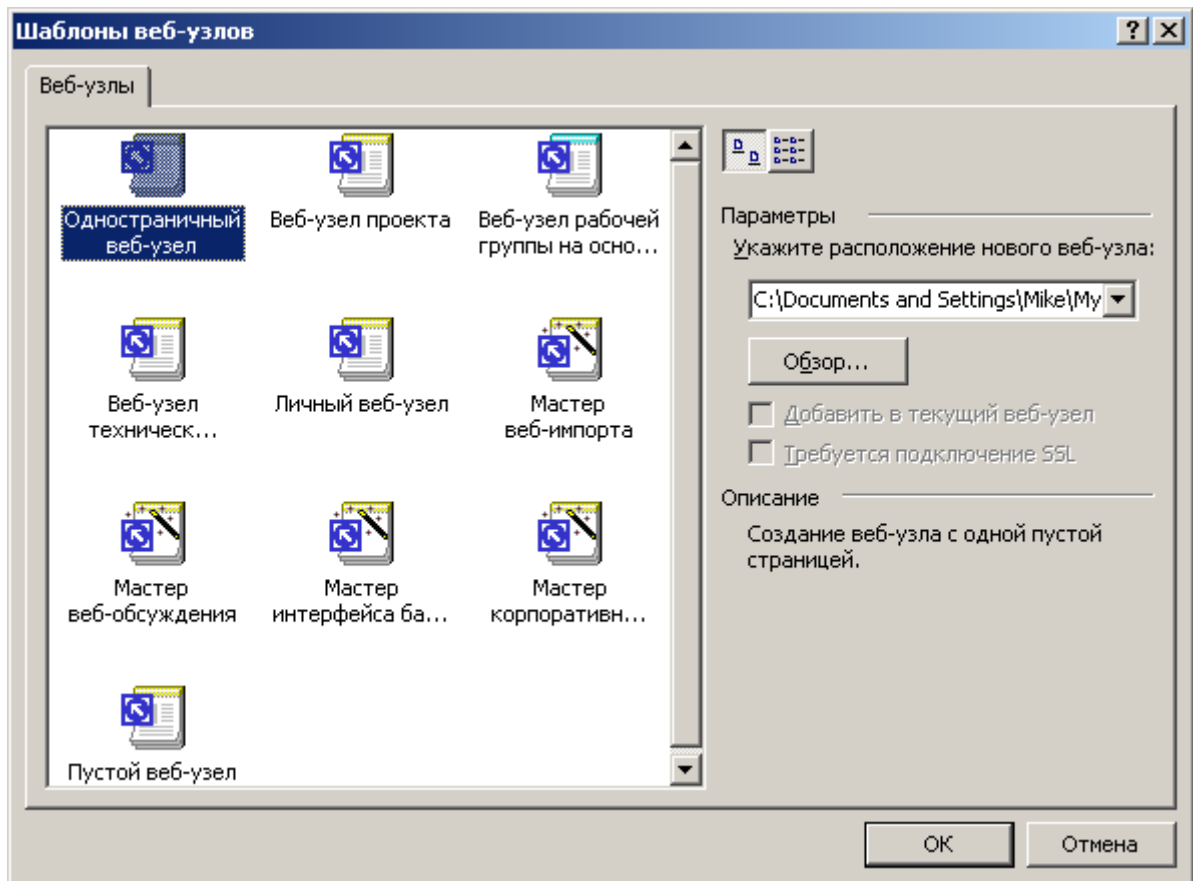 Шаблоны веб-узлов
Веб-узлы
Одностраничный
веб-узел
Веб-узел проекта
Веб-узел рабочей
группы на осно...
Веб-узел
техническ...
Личный веб-узел
Мастер
веб-импорта
Мастер
веб-обсуждения
Мастер
интерфейса ба...
Мастер
корпоративн...
Пустой веб-узел
Параметры
Укажите расположение нового веб-узла:
C:\Documents and Settings\Mike\My
Обзор...
Добавить в текущий веб-узел
Требуется подключение SSL
Описание
Создание веб-узла с одной пустой
страницей.
ОК
Отмена